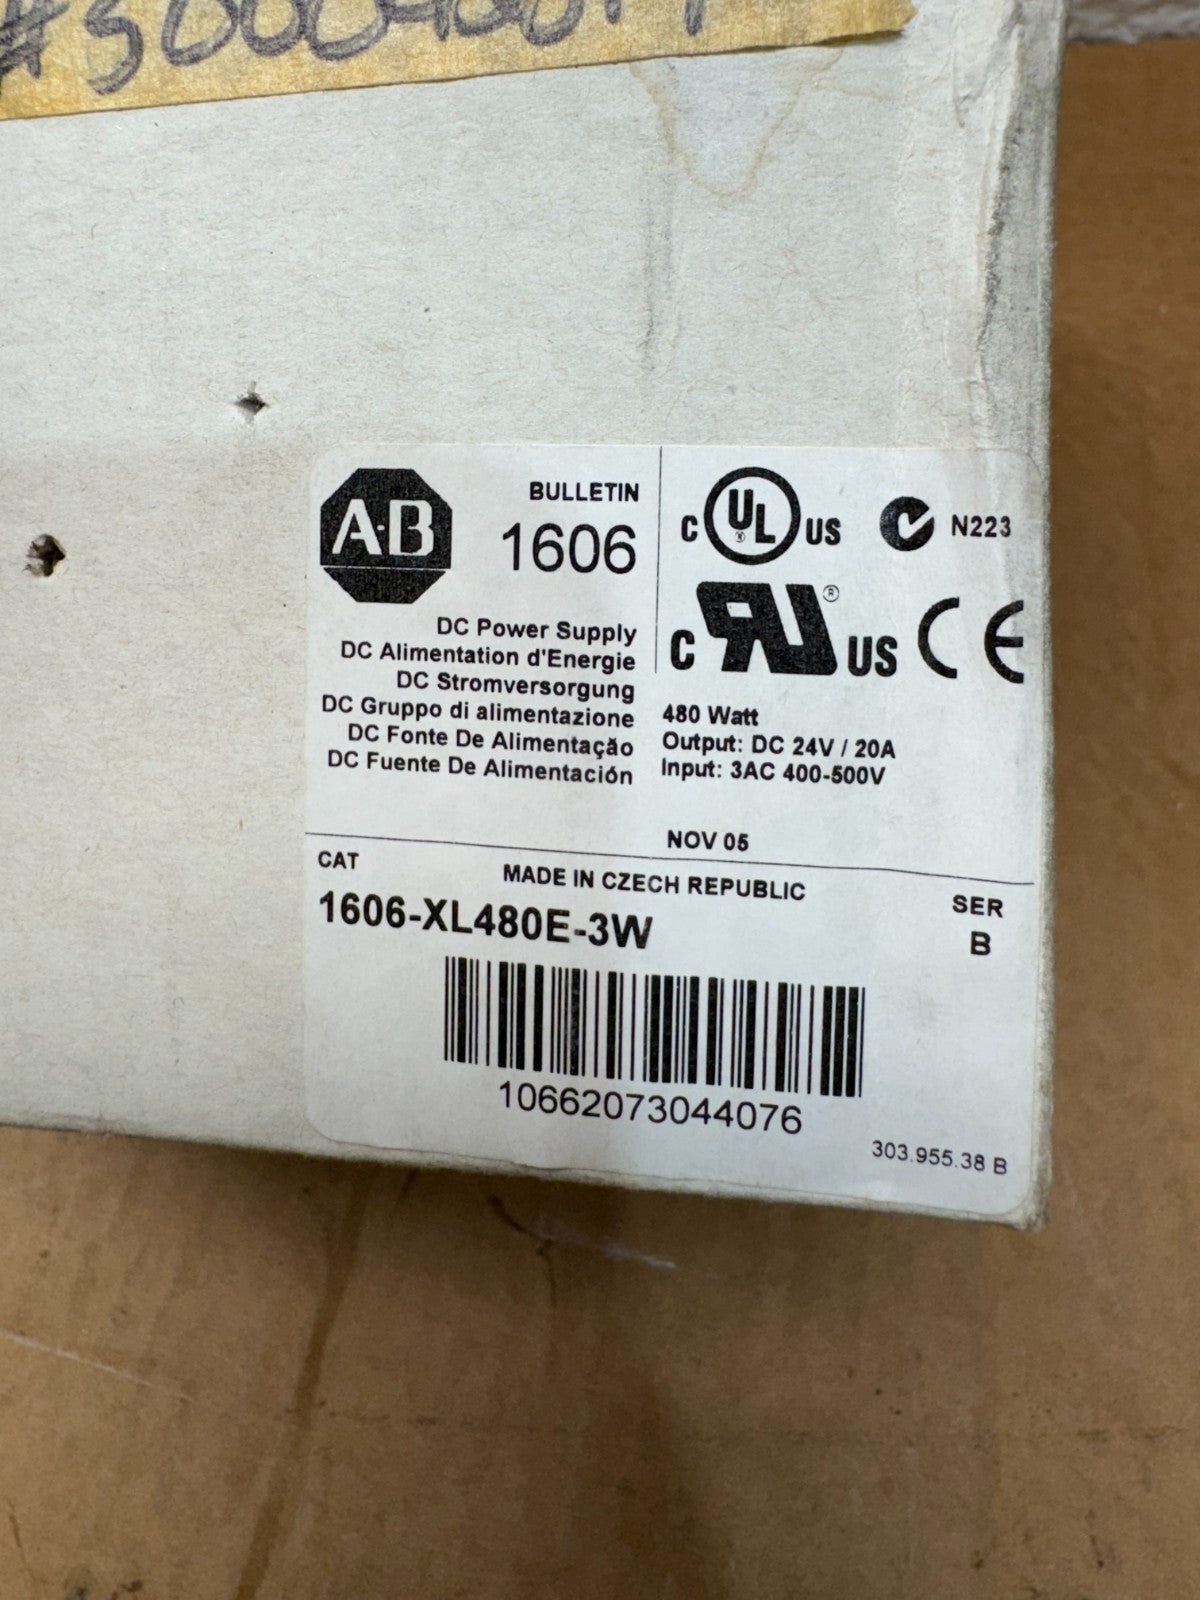 A·B
BULLETIN
1606
C UL US
N223
C RU ® US
CE
DC Power Supply
DC Alimentation d'Energie
DC Stromversorgung
DC Gruppo di alimentazione
DC Fonte De Alimentação
DC Fuente De Alimentación
480 Watt
Output: DC 24V / 20A
Input: 3AC 400-500V
NOV 05
CAT
MADE IN CZECH REPUBLIC
SER
1606-XL480E-3W
B
10662073044076
303.955.38 B